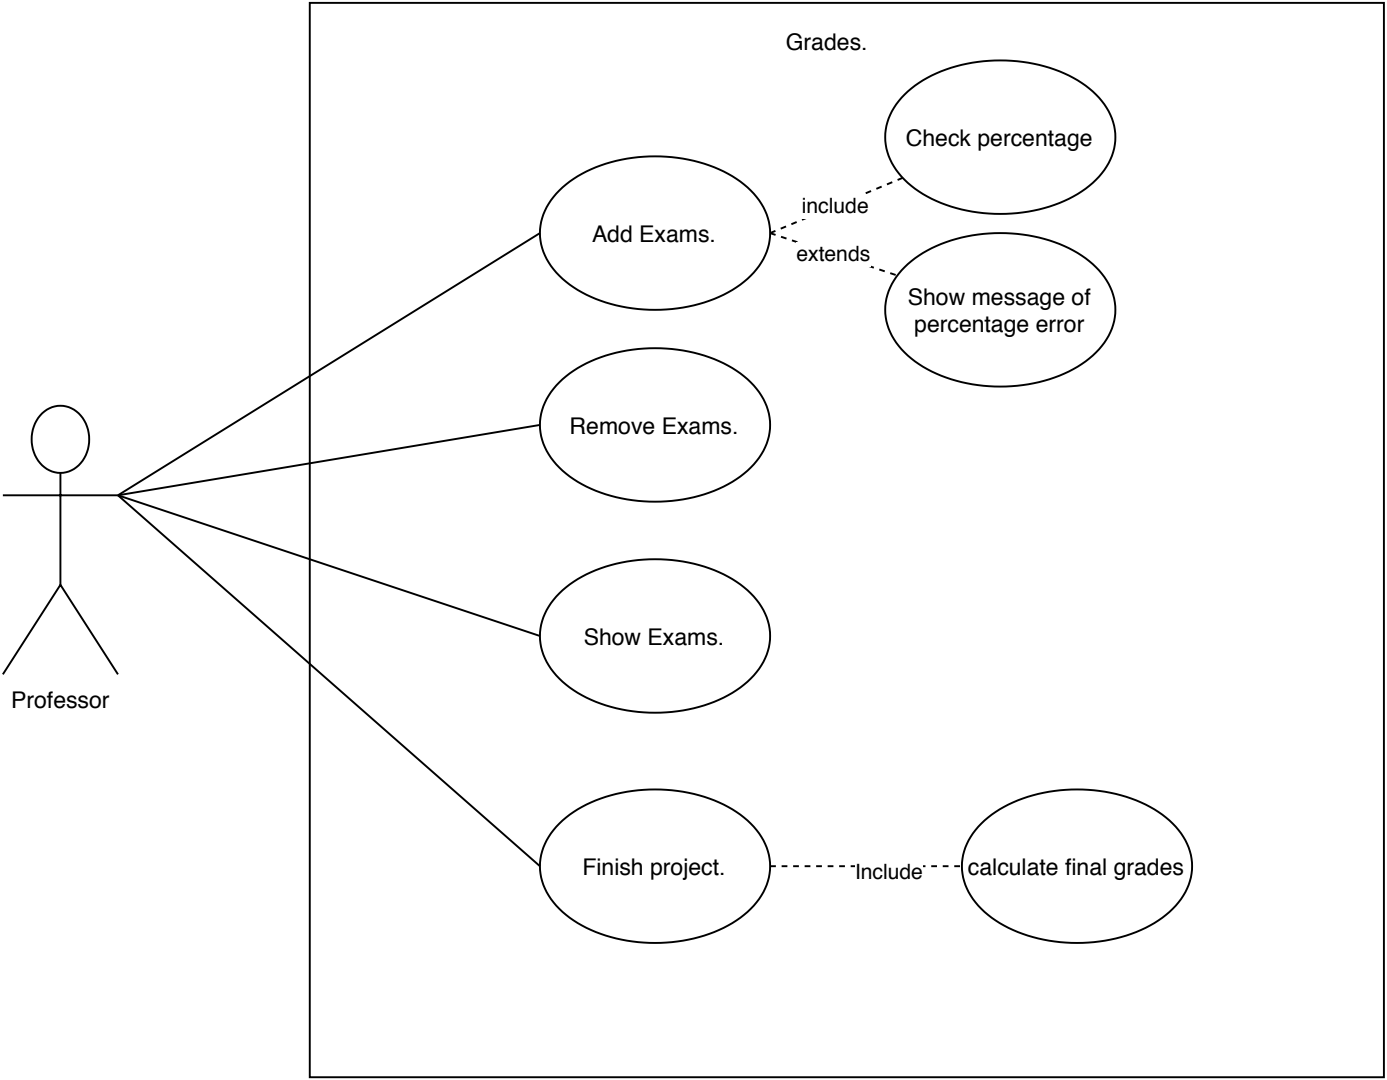 Grades.
Check percentage
include
Add Exams.
extends
Show message of
percentage error
Remove Exams.
Show Exams.
Professor
Finish project.
Include
calculate final grades